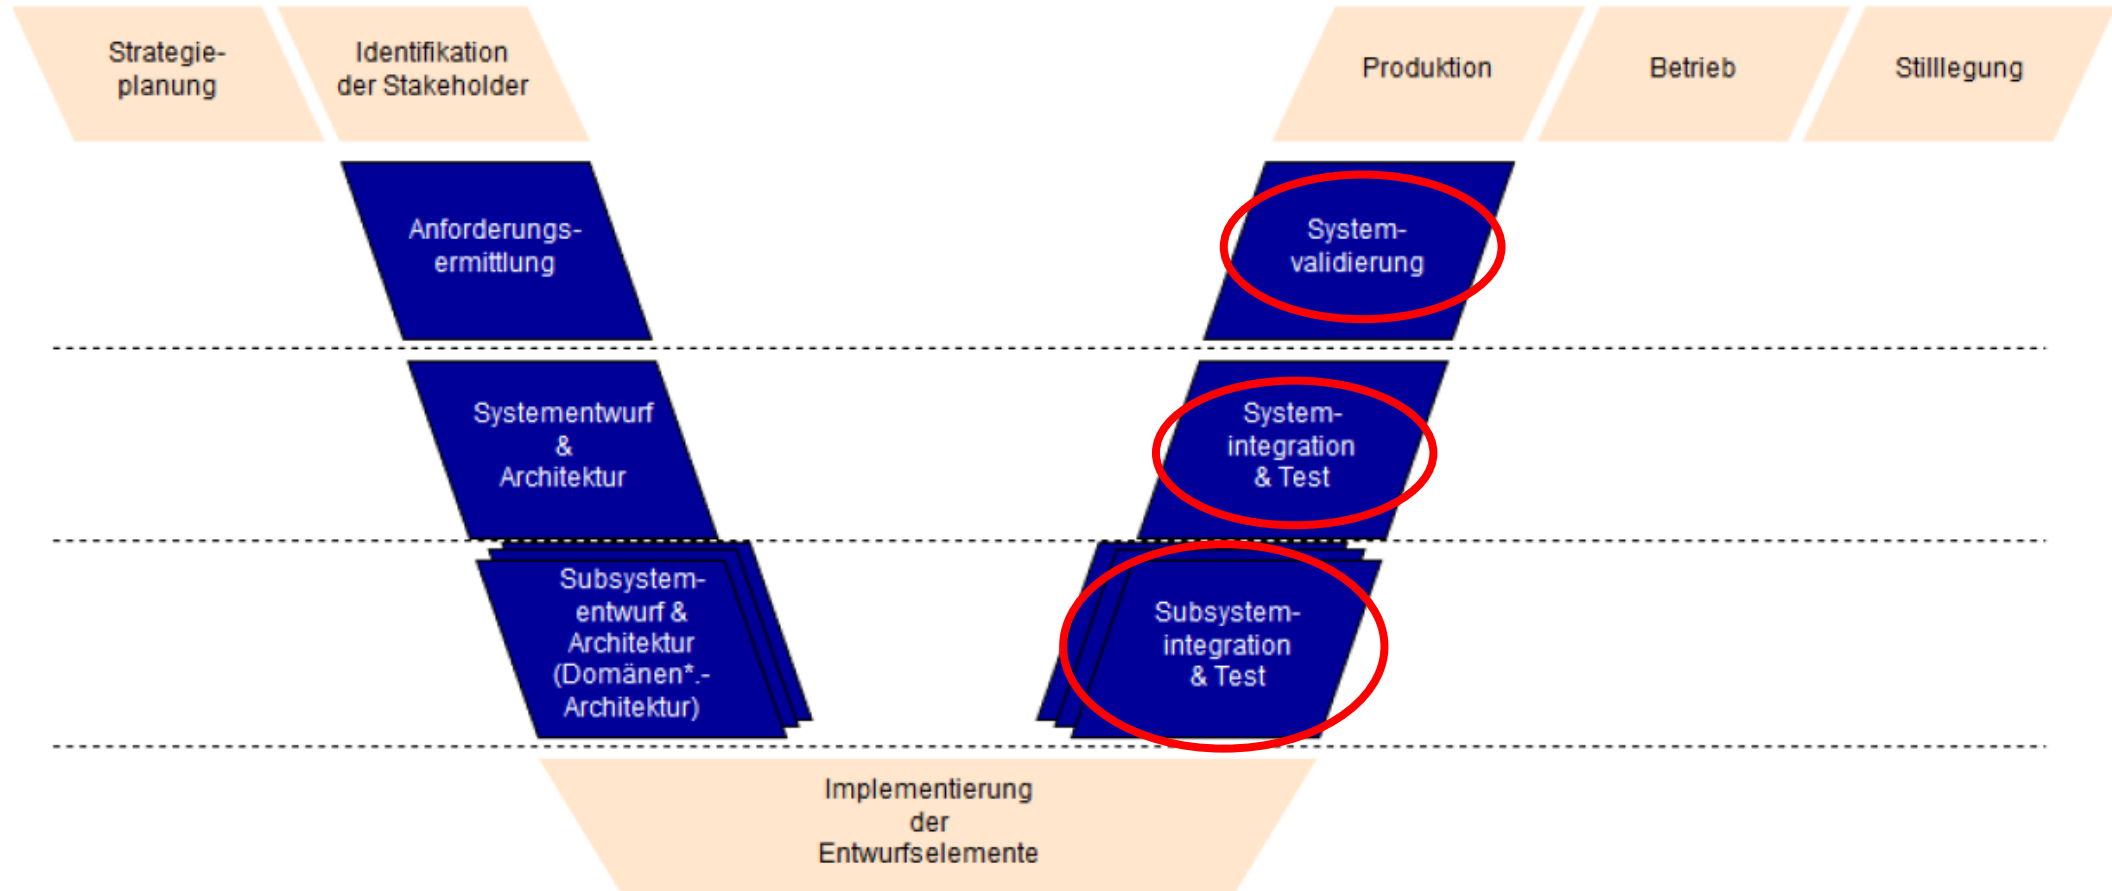 Strategie-
planung
Identifikation
der Stakeholder
Produktion
Betrieb
Stilllegung
Anforderungs-
ermittlung
System-
validierung
Systementwurf
&
Architektur
System-
integration
& Test
Subsystem-
entwurf &
Architektur
(Domänen*.-
Architektur)
Subsystem-
integration
& Test
Implementierung
der
Entwurfselemente